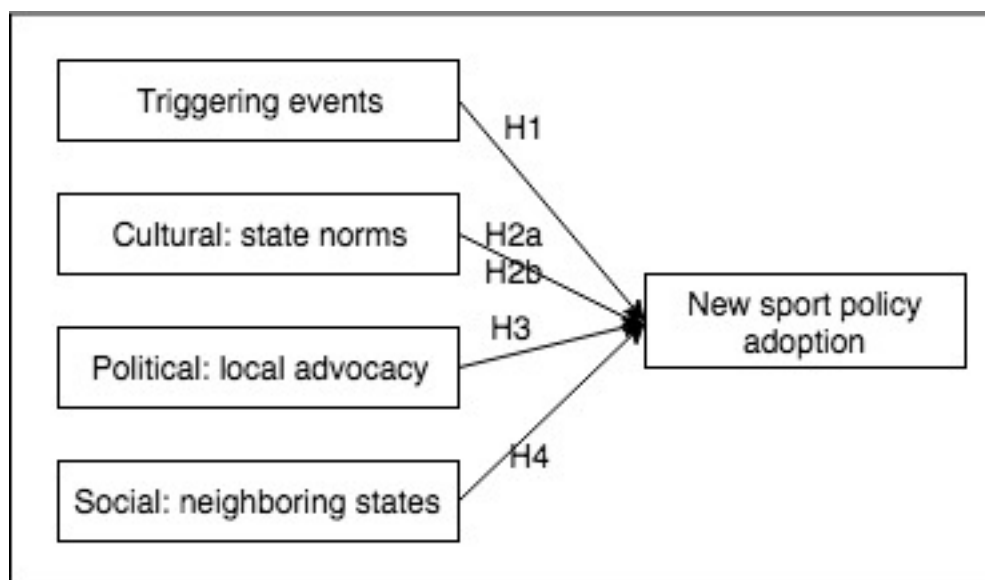 Triggering events
H1
Cultural: state norms
H2a
H2b
New sport policy
adoption
H3
Political: local advocacy
H4
Social: neighboring states